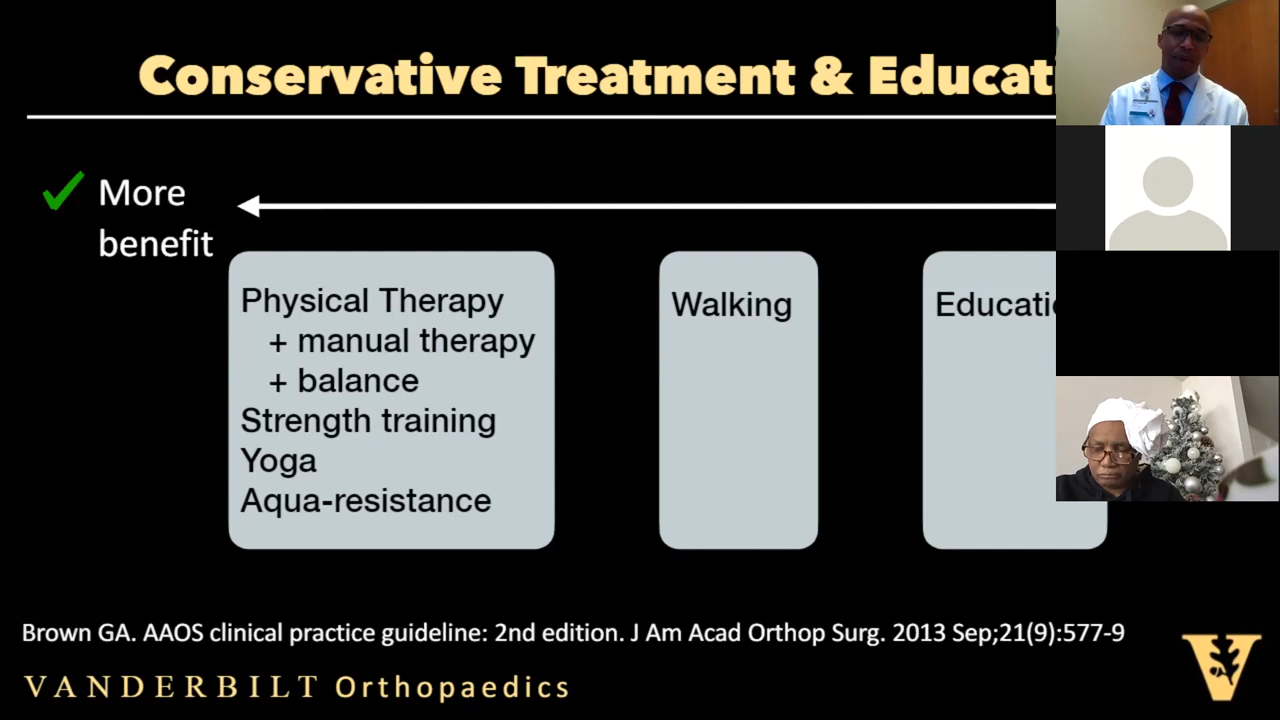 Conservative Treatment & Educati
More
benefit
Physical Therapy
+ manual therapy
+ balance
Strength training
Yoga
Aqua-resistance
Walking
Educatio
Brown GA. AAOS clinical practice guideline: 2nd edition. J Am Acad Orthop Surg. 2013 Sep;21(9):577-9
VANDERBILT Orthopaedics
V